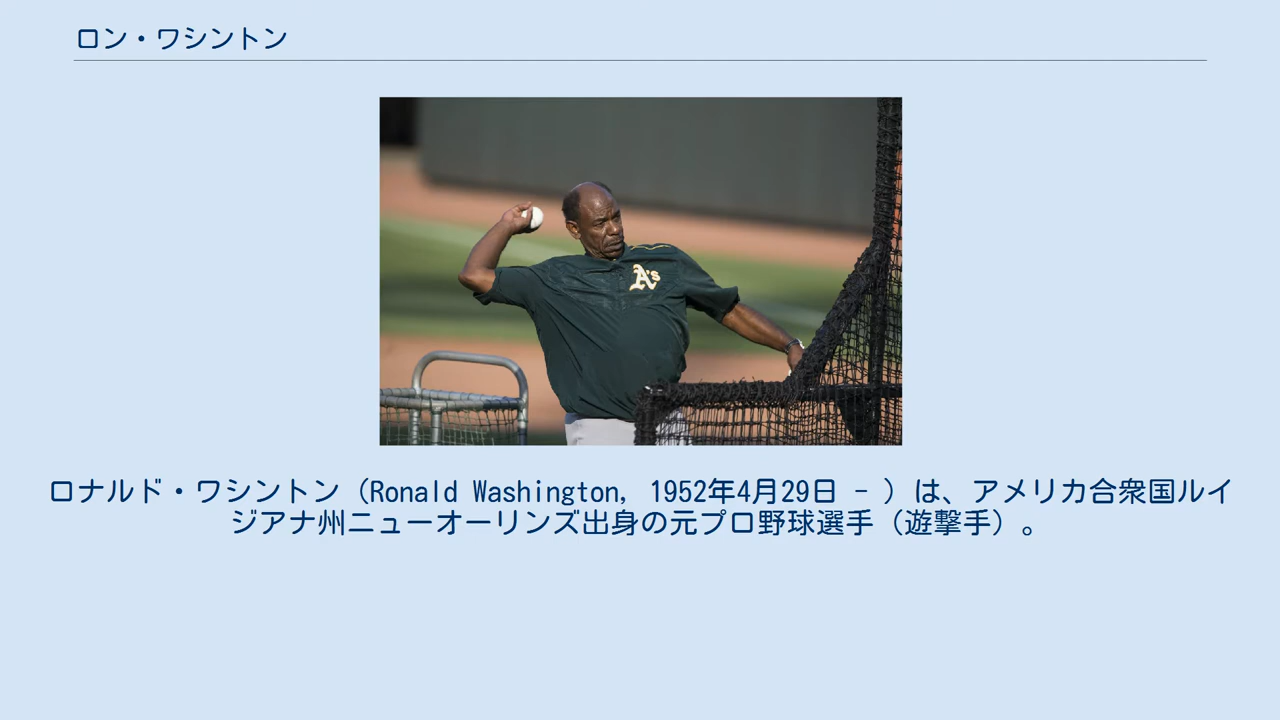 ロン・ワシントン
A's
ロナルド・ワシントン（Ronald Washington, 1952年4月29日 - ）は、アメリカ合衆国ルイ
ジアナ州ニューオーリンズ出身の元プロ野球選手（遊撃手）。